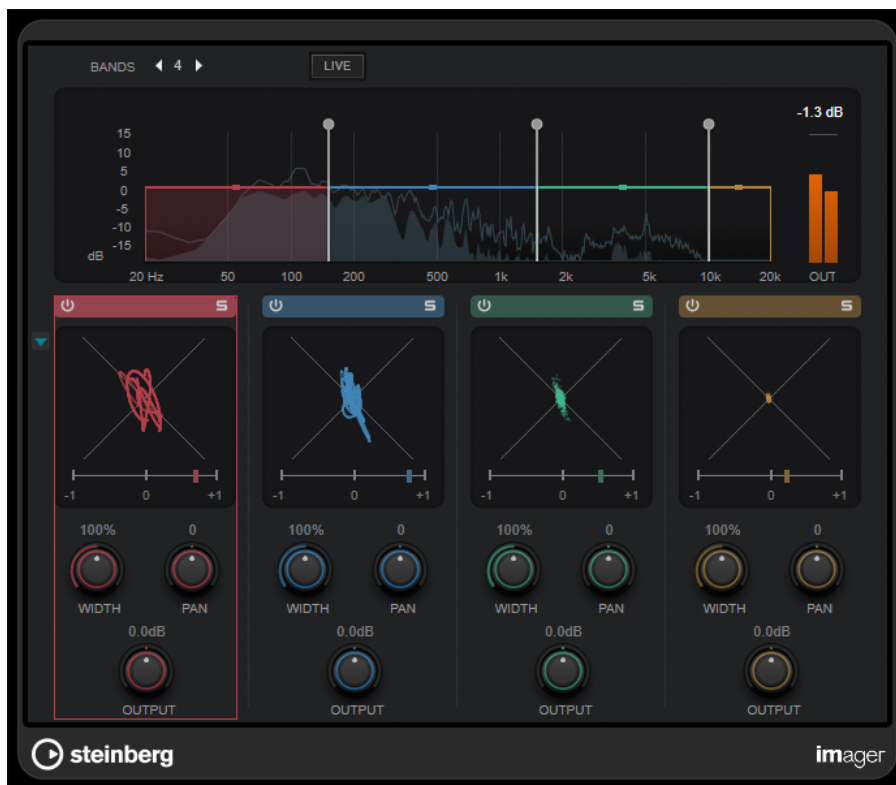 BANDS 4 LIVE
-1.3 dB
15
10
5
0
-5
-10
-15
dB
20 Hz 50 100 200 500 1k 2k 5k 10k 20k OUT
S S S S
-1 0 +1 -1 0 +1 -1 0 +1 -1 0 +1
100% 0 100% 0 100% 0 100% 0
WIDTH PAN WIDTH PAN WIDTH PAN WIDTH PAN
0.0dB 0.0dB 0.0dB 0.0dB
OUTPUT OUTPUT OUTPUT OUTPUT
steinberg imager